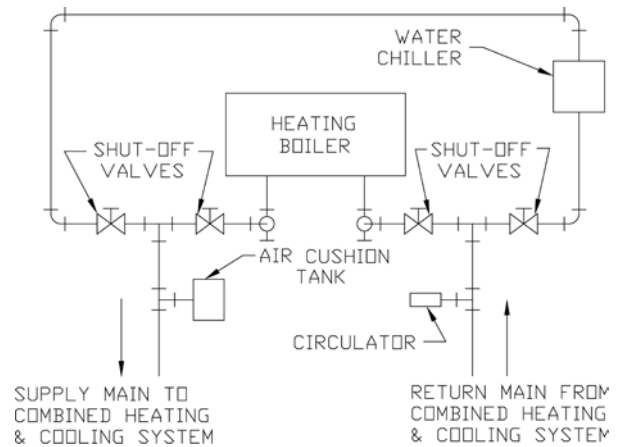 WATER
CHILLER
HEATING
BOILER
SHUT-OFF
VALVES
SHUT-OFF
VALVES
AIR CUSHION
TANK
CIRCULATOR
SUPPLY MAIN TO
COMBINED HEATING
& COOLING SYSTEM
RETURN MAIN FROM
COMBINED HEATING
& COOLING SYSTEM